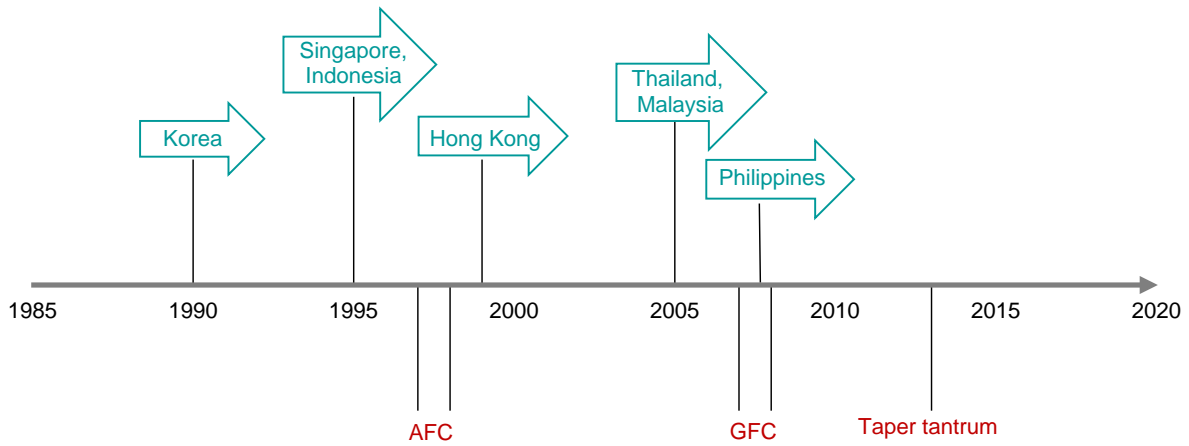 Singapore,
Indonesia
Thailand,
Malaysia
Korea
Hong Kong
Philippines
1985
1990
1995
2000
2005
2010
2015
2020
AFC
GFC
Taper tantrum